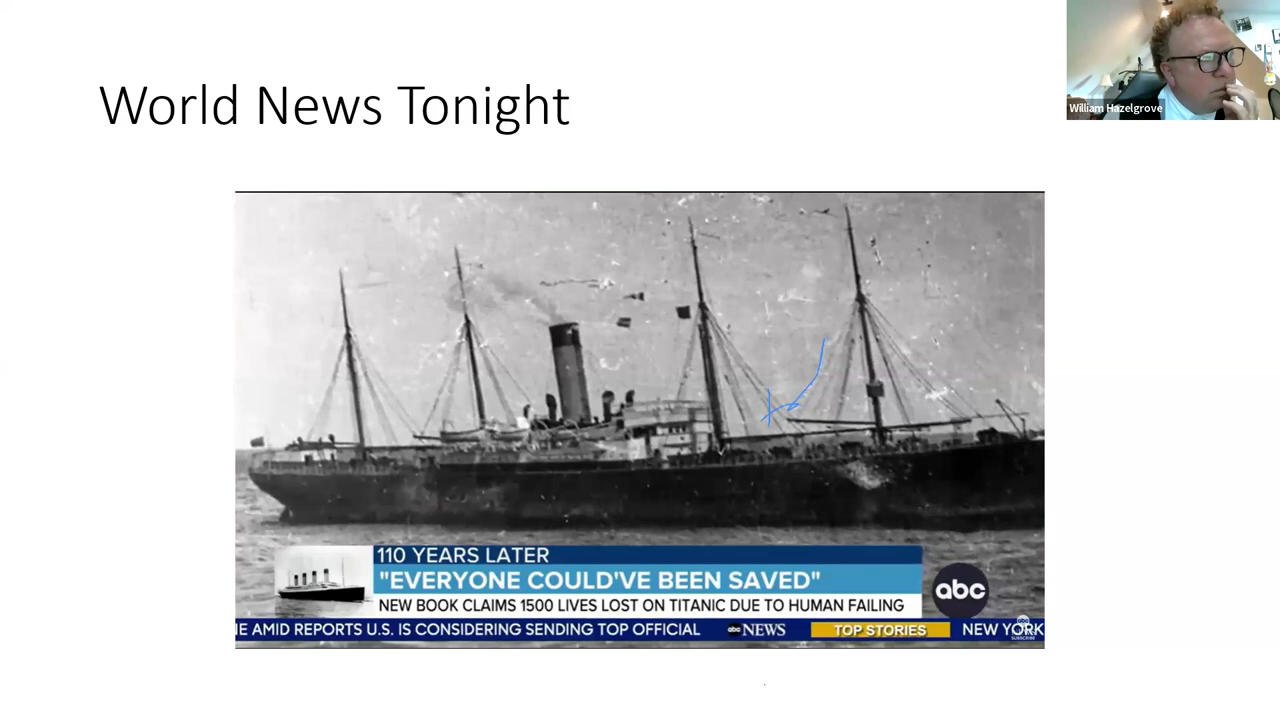 World News Tonight
William Hazelgrove
110 YEARS LATER
"EVERYONE COULD'VE BEEN SAVED"
NEW BOOK CLAIMS 1500 LIVES LOST ON TITANIC DUE TO HUMAN FAILING
abc
IE AMID REPORTS U.S. IS CONSIDERING SENDING TOP OFFICIAL abc NEWS TOP STORIES NEW YORK
SUBSCRIBE